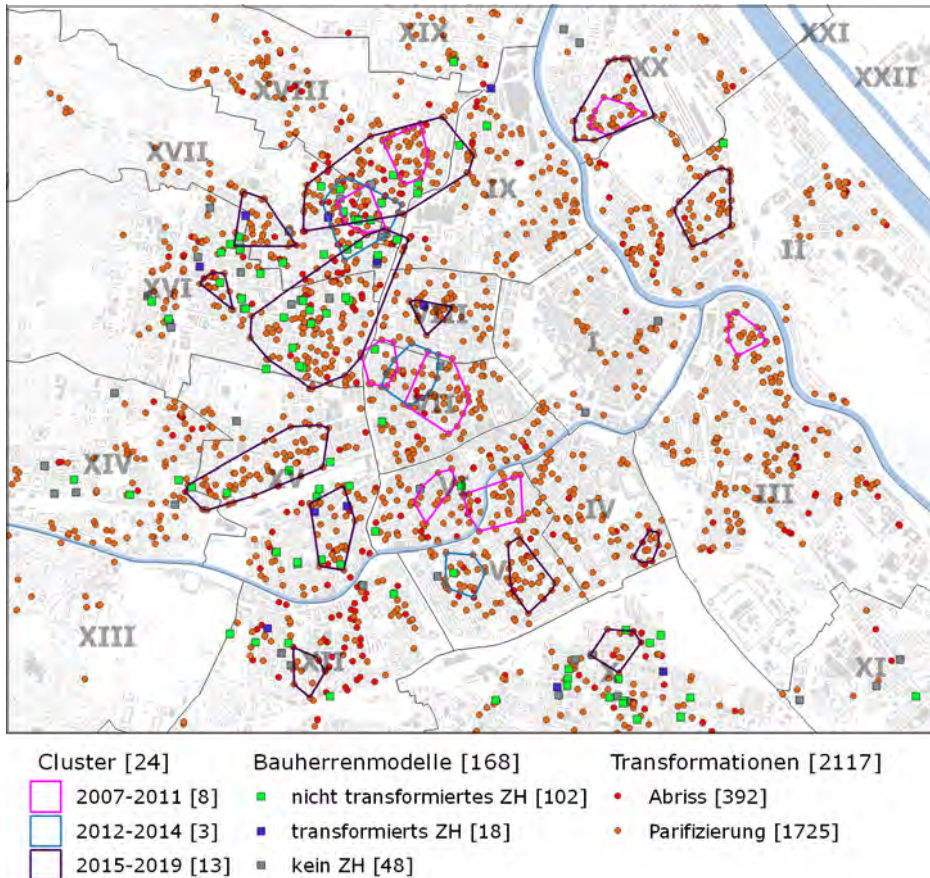 XIX
XXI
XX
XXII
XVIII
XVII
IX
II
XVI
VIII
I
VII
XIV
XV
VI
IV
III
V
XIII
XII
X
XI
Cluster [24]
2007-2011 [8]
2012-2014 [3]
2015-2019 [13]
Bauherrenmodelle [168]
nicht transformiertes ZH [102]
transformierts ZH [18]
kein ZH [48]
Transformationen [2117]
Abriss [392]
Parifizierung [1725]